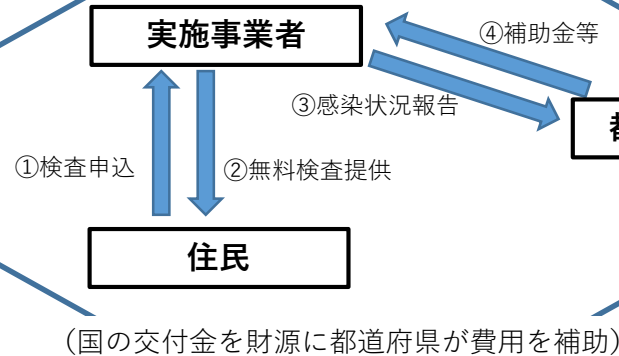 実施事業者
④補助金等
③感染状況報告
都
①検査申込
②無料検査提供
住民
（国の交付金を財源に都道府県が費用を補助）